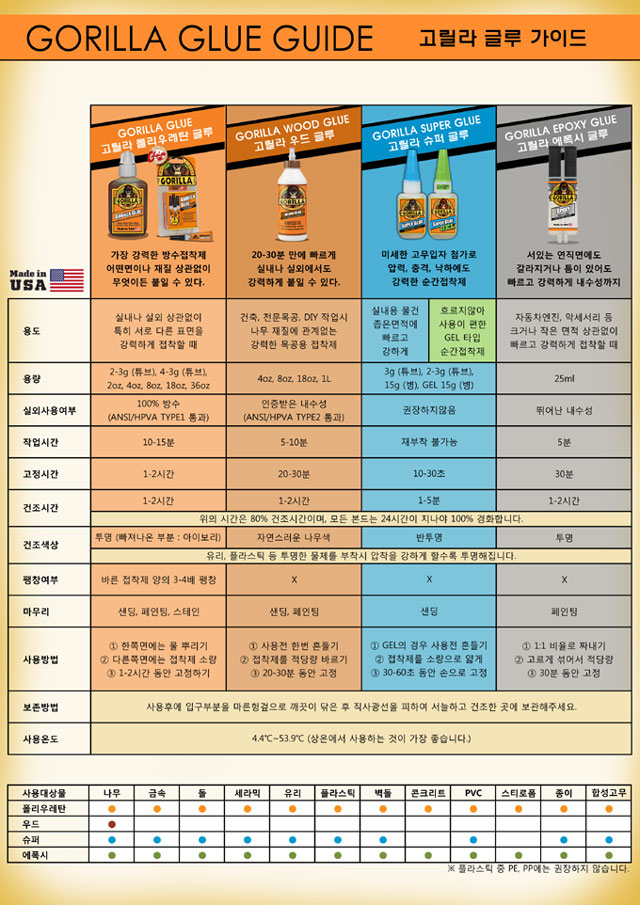 GORILLA GLUE GUIDE 고릴라 글루 가이드
GORILLA GLUE
고릴라 폴리우레탄 글루
GORILLA WOOD GLUE
고릴라 우드 글루
GORILLA SUPER GLUE
고릴라 슈퍼 글루
GORILLA EPOXY GLUE
고릴라 에폭시 글루
가장 강력한 방수접착제
어떤면이나 재질 상관없이
무엇이든 붙일 수 있다.
20-30분 만에 빠르게
실내나 실외에서도
강력하게 붙일 수 있다.
미세한 고무입자 첨가로
압력, 충격, 낙하에도
강력한 순간접착제
서있는 연직면에도
갈라지거나 틈이 있어도
빠르고 강력하게 내수성까지
Made in
USA
용도
실내나 실외 상관없이
특히 서로 다른 표면을
강력하게 접착할 때
건축, 전문목공, DIY 작업시
나무 재질에 관계없는
강력한 목공용 접착제
실내용 물건
좁은면적에
빠르고
강하게
흐르지않아
사용이 편한
GEL 타입
순간접착제
자동차엔진, 악세서리 등
크거나 작은 면적 상관없이
빠르고 강력하게 접착할 때
용량
2-3g (튜브), 4-3g (튜브),
2oz, 4oz, 8oz, 18oz, 36oz
4oz, 8oz, 18oz, 1L
3g (튜브), 2-3g (튜브),
15g (병), GEL 15g (병)
25ml
실외사용여부
100% 방수
(ANSI/HPVA TYPE1 통과)
인증받은 내수성
(ANSI/HPVA TYPE2 통과)
권장하지않음
뛰어난 내수성
작업시간 10-15분 5-10분 재부착 불가능 5분
고정시간 1-2시간 20-30분 10-30초 30분
건조시간 1-2시간 1-2시간 1-5분 1-2시간
위의 시간은 80% 건조시간이며, 모든 본드는 24시간이 지나야 100% 경화합니다.
건조색상 투명 (빠져나온 부분 : 아이보리) 자연스러운 나무색 반투명 투명
유리, 플라스틱 등 투명한 물체를 부착시 압착을 강하게 할수록 투명해집니다.
팽창여부 바른 접착제 양의 3-4배 팽창 X X X
마무리 샌딩, 페인팅, 스테인 샌딩, 페인팅 샌딩 페인팅
사용방법
① 한쪽면에는 물 뿌리기
② 다른쪽면에는 접착제 소량
③ 1-2시간 동안 고정하기
① 사용전 한번 흔들기
② 접착제를 적당량 바르기
③ 20-30분 동안 고정
① GEL의 경우 사용전 흔들기
② 접착제를 소량으로 얇게
③ 30-60초 동안 손으로 고정
① 1:1 비율로 짜내기
② 고르게 섞어서 적당량
③ 30분 동안 고정
보존방법 사용후에 입구부분을 마른헝겊으로 깨끗이 닦은 후 직사광선을 피하여 서늘하고 건조한 곳에 보관해주세요.
사용온도 4.4℃~53.9℃ (상온에서 사용하는 것이 가장 좋습니다.)
사용대상물 나무 금속 돌 세라믹 유리 플라스틱 벽돌 콘크리트 PVC 스티로폼 종이 합성고무
폴리우레탄
우드
슈퍼
에폭시
※ 플라스틱 중 PE, PP에는 권장하지 않습니다.